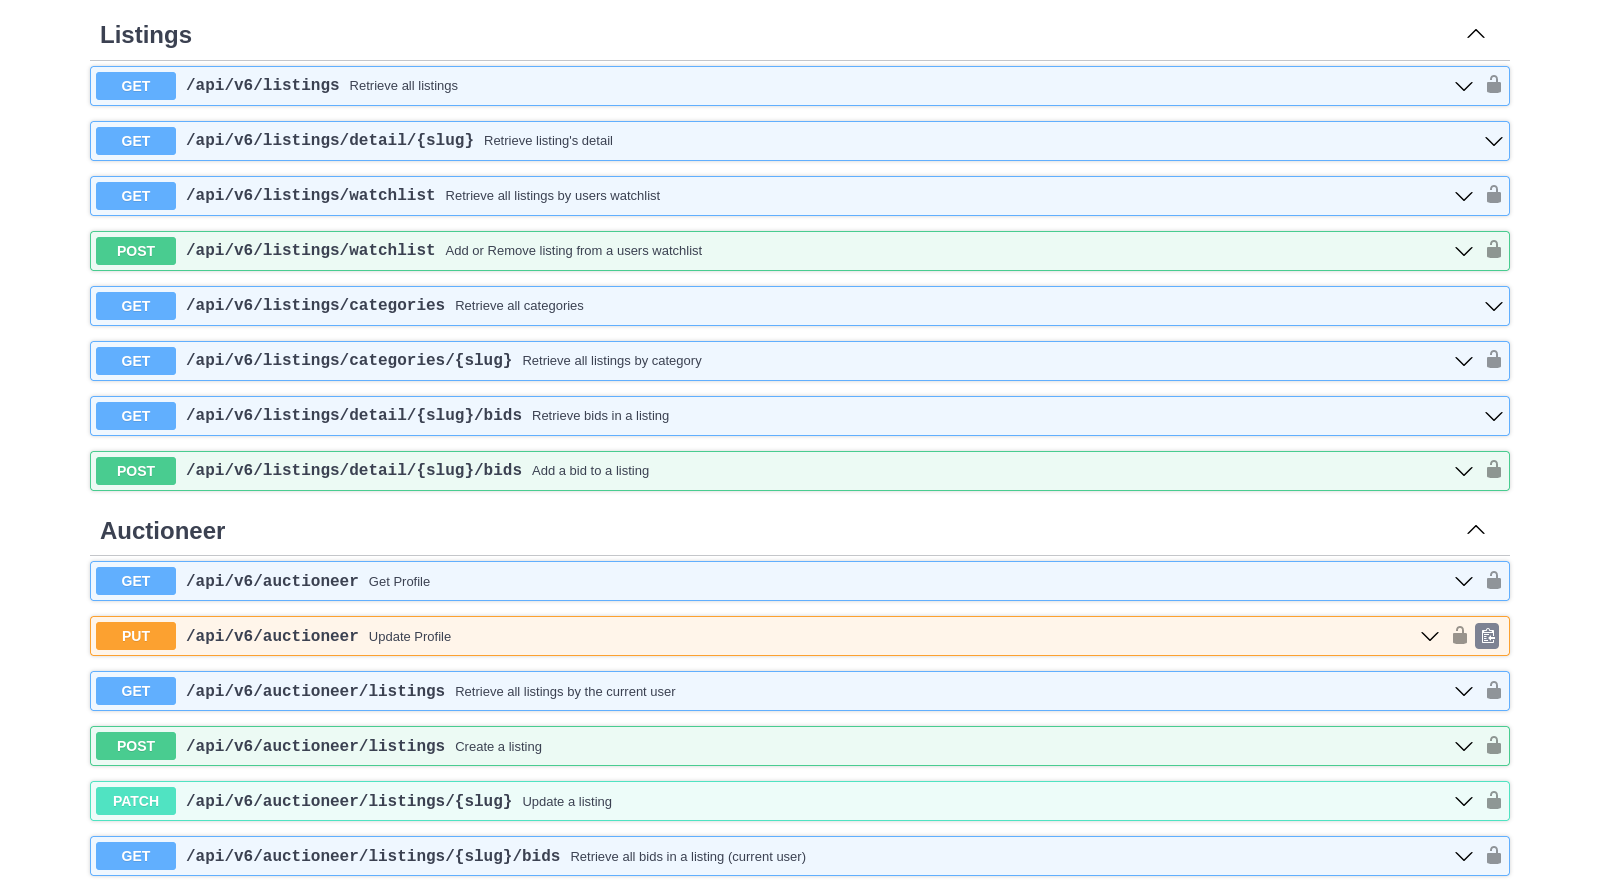 Listings
GET /api/v6/listings Retrieve all listings
GET /api/v6/listings/detail/{slug} Retrieve listing's detail
GET /api/v6/listings/watchlist Retrieve all listings by users watchlist
POST /api/v6/listings/watchlist Add or Remove listing from a users watchlist
GET /api/v6/listings/categories Retrieve all categories
GET /api/v6/listings/categories/{slug} Retrieve all listings by category
GET /api/v6/listings/detail/{slug}/bids Retrieve bids in a listing
POST /api/v6/listings/detail/{slug}/bids Add a bid to a listing
Auctioneer
GET /api/v6/auctioneer Get Profile
PUT /api/v6/auctioneer Update Profile
GET /api/v6/auctioneer/listings Retrieve all listings by the current user
POST /api/v6/auctioneer/listings Create a listing
PATCH /api/v6/auctioneer/listings/{slug} Update a listing
GET /api/v6/auctioneer/listings/{slug}/bids Retrieve all bids in a listing (current user)